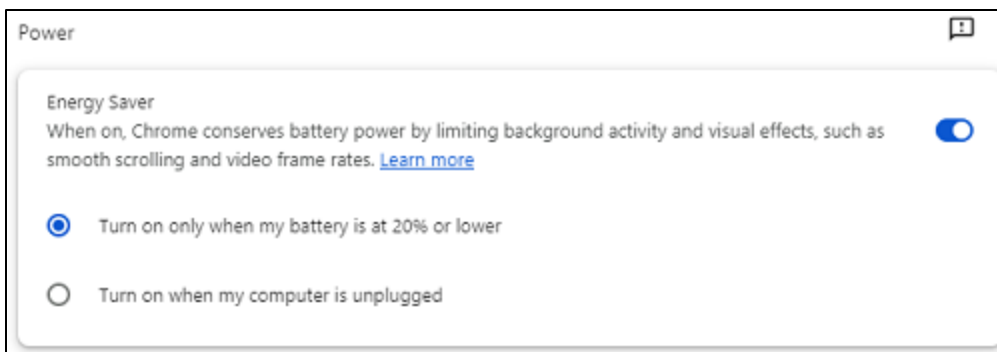 Power
Energy Saver
When on, Chrome conserves battery power by limiting background activity and visual effects, such as
smooth scrolling and video frame rates. Learn more
Turn on only when my battery is at 20% or lower
Turn on when my computer is unplugged